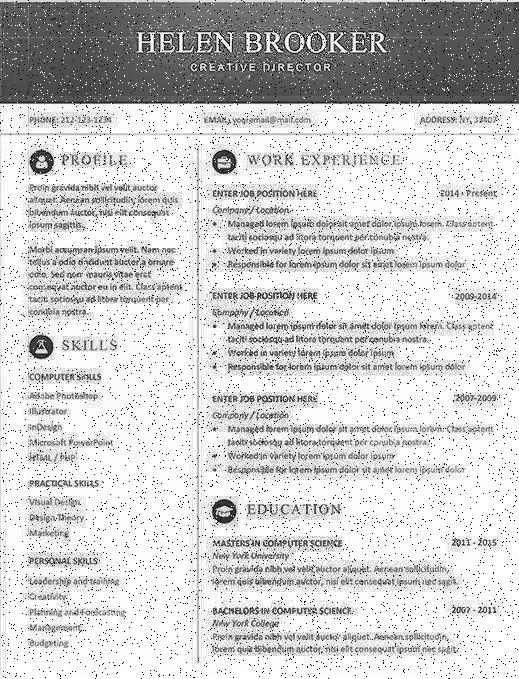 HELEN BROOKER
CREATIVE DIRECTOR
PHONE: 212-123-1234
EMAIL: youremail@mail.com
ADDRESS: NY, 32407
PROFILE
Proin gravida nibh vel velit auctor
aliquet. Aenean sollicitudin, lorem quis
bibendum auctor, nisi elit consequat
ipsum sagittis.
Morbi accumsan ipsum velit. Nam nec
tellus a odio tincidunt auctor a ornare
odio. Sed non mauris vitae erat
consequat auctor eu in elit. Class aptent
taciti sociosqu ad litora torquent per
conubia nostra.
SKILLS
COMPUTER SKILLS
Adobe Photoshop
Illustrator
InDesign
Microsoft PowerPoint
HTML / PHP
PRACTICAL SKILLS
Visual Design
Design Theory
Marketing
PERSONAL SKILLS
Leadership and training
Creativity
Planning and Forecasting
Management
Budgeting
WORK EXPERIENCE
ENTER JOB POSITION HERE 2014 - Present
Company / Location
• Managed lorem ipsum dolor sit amet dolor ipsum lorem. Class aptent
taciti sociosqu ad litora torquent per conubia nostra.
• Worked in variety lorem ipsum dolor ipsum
• Responsible for lorem ipsum dolor sit amet lorem ipsum dolor
ENTER JOB POSITION HERE 2009-2014
Company / Location
• Managed lorem ipsum dolor sit amet dolor ipsum lorem. Class aptent
taciti sociosqu ad litora torquent per conubia nostra.
• Worked in variety lorem ipsum dolor ipsum
• Responsible for lorem ipsum dolor sit amet lorem ipsum dolor
ENTER JOB POSITION HERE 2007-2009
Company / Location
• Managed lorem ipsum dolor sit amet dolor ipsum lorem. Class aptent
taciti sociosqu ad litora torquent per conubia nostra.
• Worked in variety lorem ipsum dolor ipsum
• Responsible for lorem ipsum dolor sit amet lorem ipsum dolor
EDUCATION
MASTERS IN COMPUTER SCIENCE 2011 - 2015
New York University
Proin gravida nibh vel velit auctor aliquet. Aenean sollicitudin,
lorem quis bibendum auctor, nisi elit consequat ipsum nec sagit.
BACHELORS IN COMPUTER SCIENCE 2007 - 2011
New York College
Proin gravida nibh vel velit auctor aliquet. Aenean sollicitudin,
lorem quis bibendum auctor, nisi elit consequat ipsum nec sagit.